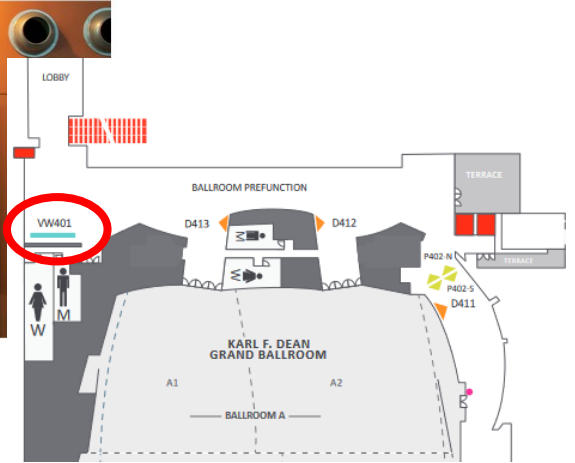 LOBBY
TERRACE
BALLROOM PREFUNCTION
VW401
D413
D412
M
W
P402-N
TERRACE
P402-S
D411
W
M
KARL F. DEAN
GRAND BALLROOM
A1
A2
BALLROOM A